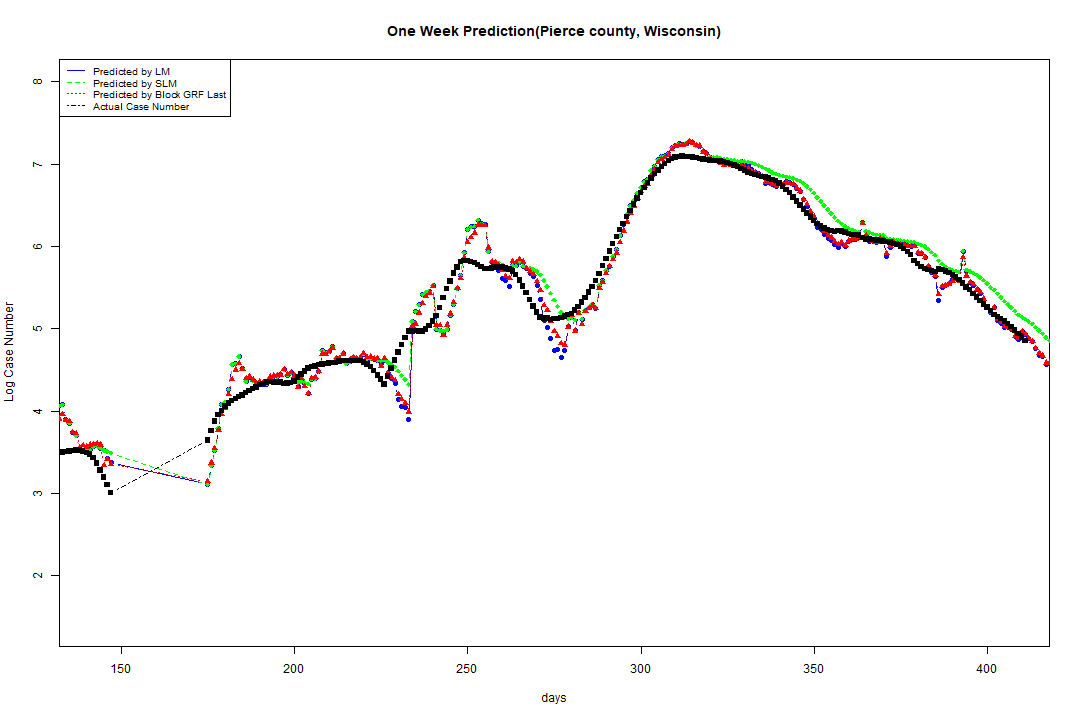 One Week Prediction(Pierce county, Wisconsin)
Predicted by LM
Predicted by SLM
Predicted by Block GRF Last
Actual Case Number
Log Case Number
8
7
6
5
4
3
2
150
200
250
300
350
400
days